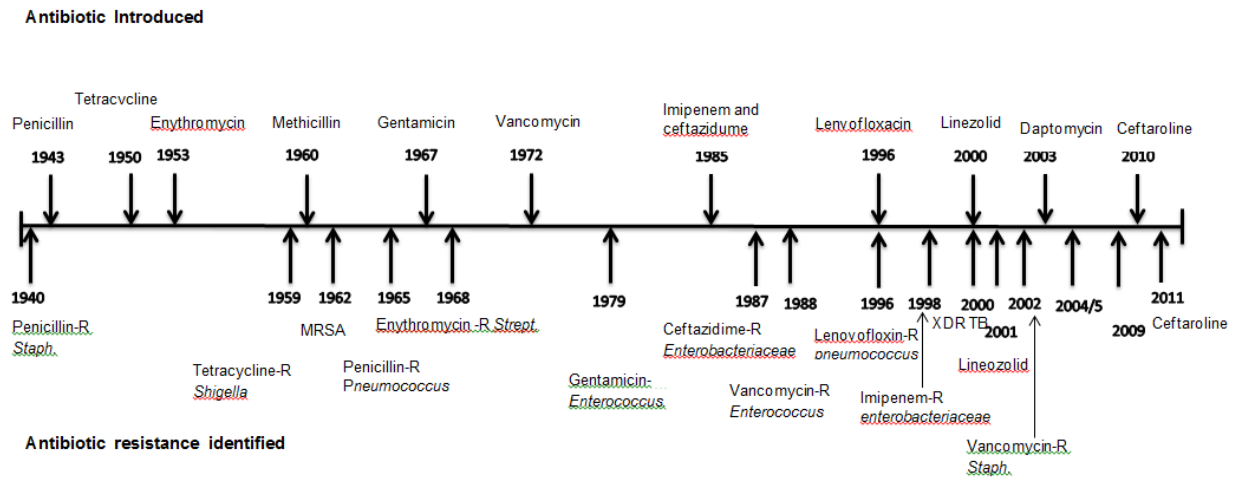 Antibiotic Introduced
Tetracvcline
Penicillin
Enythromycin
Methicillin
Gentamicin
Vancomycin
Imipenem and
ceftazidume
Lenvofloxacin
Linezolid
Daptomycin
Ceftaroline
1943
1950
1953
1960
1967
1972
1985
1996
2000
2003
2010
1940
1959
1962
1965
1968
1979
1987
1988
1996
1998
2000
2001
2002
2004/5
2009
2011
Penicillin-R
Staph.
Tetracycline-R
Shigella
MRSA
Penicillin-R
Pneumococcus
Enythromycin -R Strept.
Gentamicin-
Enterococcus
Ceftazidime-R
Enterobacteriaceae
Vancomycin-R
Enterococcus
Lenovofloxin-R
pneumococcus
Imipenem-R
enterobacteriaceae
XDR TB
Lineozolid
Vancomycin-R
Staph.
Ceftaroline
Antibiotic resistance identified